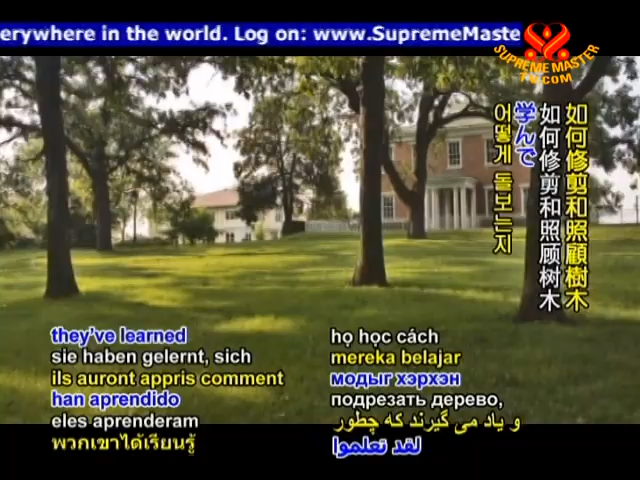 erywhere in the world. Log on: www.SupremeMaste
SUPREME MASTER
TV.COM
如何修剪和照顧樹木
如何修剪和照顾树木
学んで
어떻게 돌보는지
they've learned
sie haben gelernt, sich
ils auront appris comment
han aprendido
eles aprenderam
พวกเขาได้เรียนรู้
họ học cách
mereka belajar
модыг хэрхэн
подрезать дерево,
و یاد می گیرند که چطور
لقد تعلموا